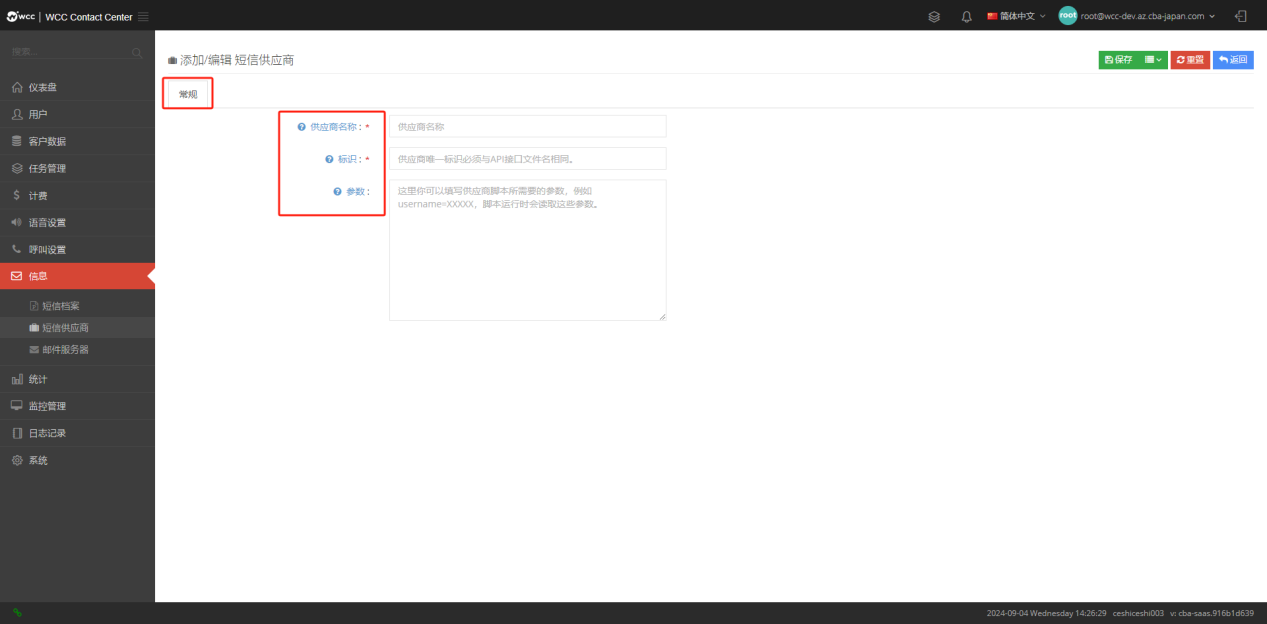 wcc | WCC Contact Center
简体中文
root
root@wcc-dev.az.cba-japan.com
搜索...
仪表盘
用户
客户数据
任务管理
计费
语音设置
呼叫设置
信息
短信档案
短信供应商
邮件服务器
统计
监控管理
日志记录
系统
添加/编辑 短信供应商
保存
重置
返回
常规
供应商名称：*
供应商名称
标识：*
供应商唯一标识必须与API接口文件名相同。
参数：
这里你可以填写供应商脚本所需要的参数，例如
username=XXXXX，脚本运行时会读取这些参数。
2024-09-04 Wednesday 14:26:29 ceshiceshi003 v: cba-saas.916b1d639